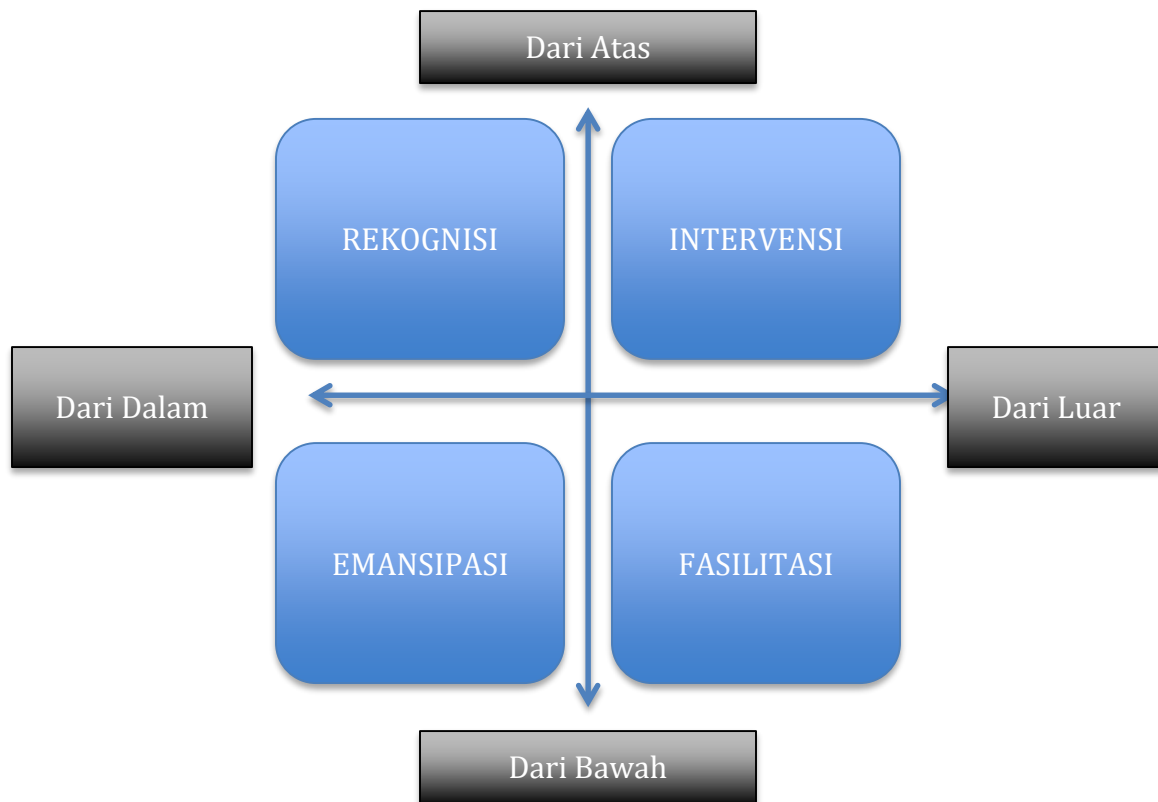 Dari Atas
REKOGNISI
INTERVENSI
Dari Dalam
Dari Luar
EMANSIPASI
FASILITASI
Dari Bawah